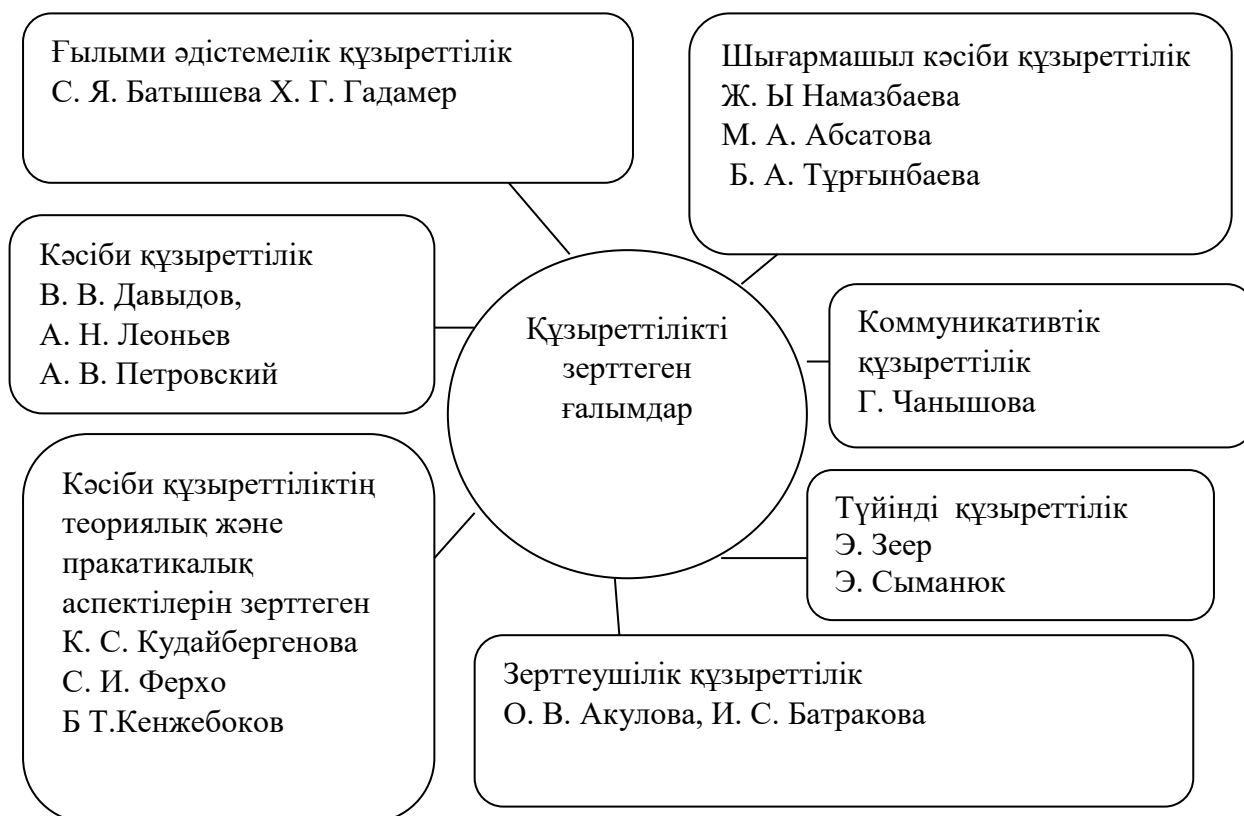 Ғылыми әдістемелік құзыреттілік
С. Я. Батышева Х. Г. Гадамер
Шығармашыл кәсіби құзыреттілік
Ж. Ы Намазбаева
М. А. Абсатова
Б. А. Тұрғынбаева
Кәсіби құзыреттілік
В. В. Давыдов,
А. Н. Леоньев
А. В. Петровский
Құзыреттілікті
зерттеген
ғалымдар
Коммуникативтік
құзыреттілік
Г. Чанышова
Кәсіби құзыреттіліктің
теориялық және
пракатикалық
аспектілерін зерттеген
К. С. Кудайбергенова
С. И. Ферхо
Б Т.Кенжебоков
Түйінді құзыреттілік
Э. Зеер
Э. Сыманюк
Зерттеушілік құзыреттілік
О. В. Акулова, И. С. Батракова